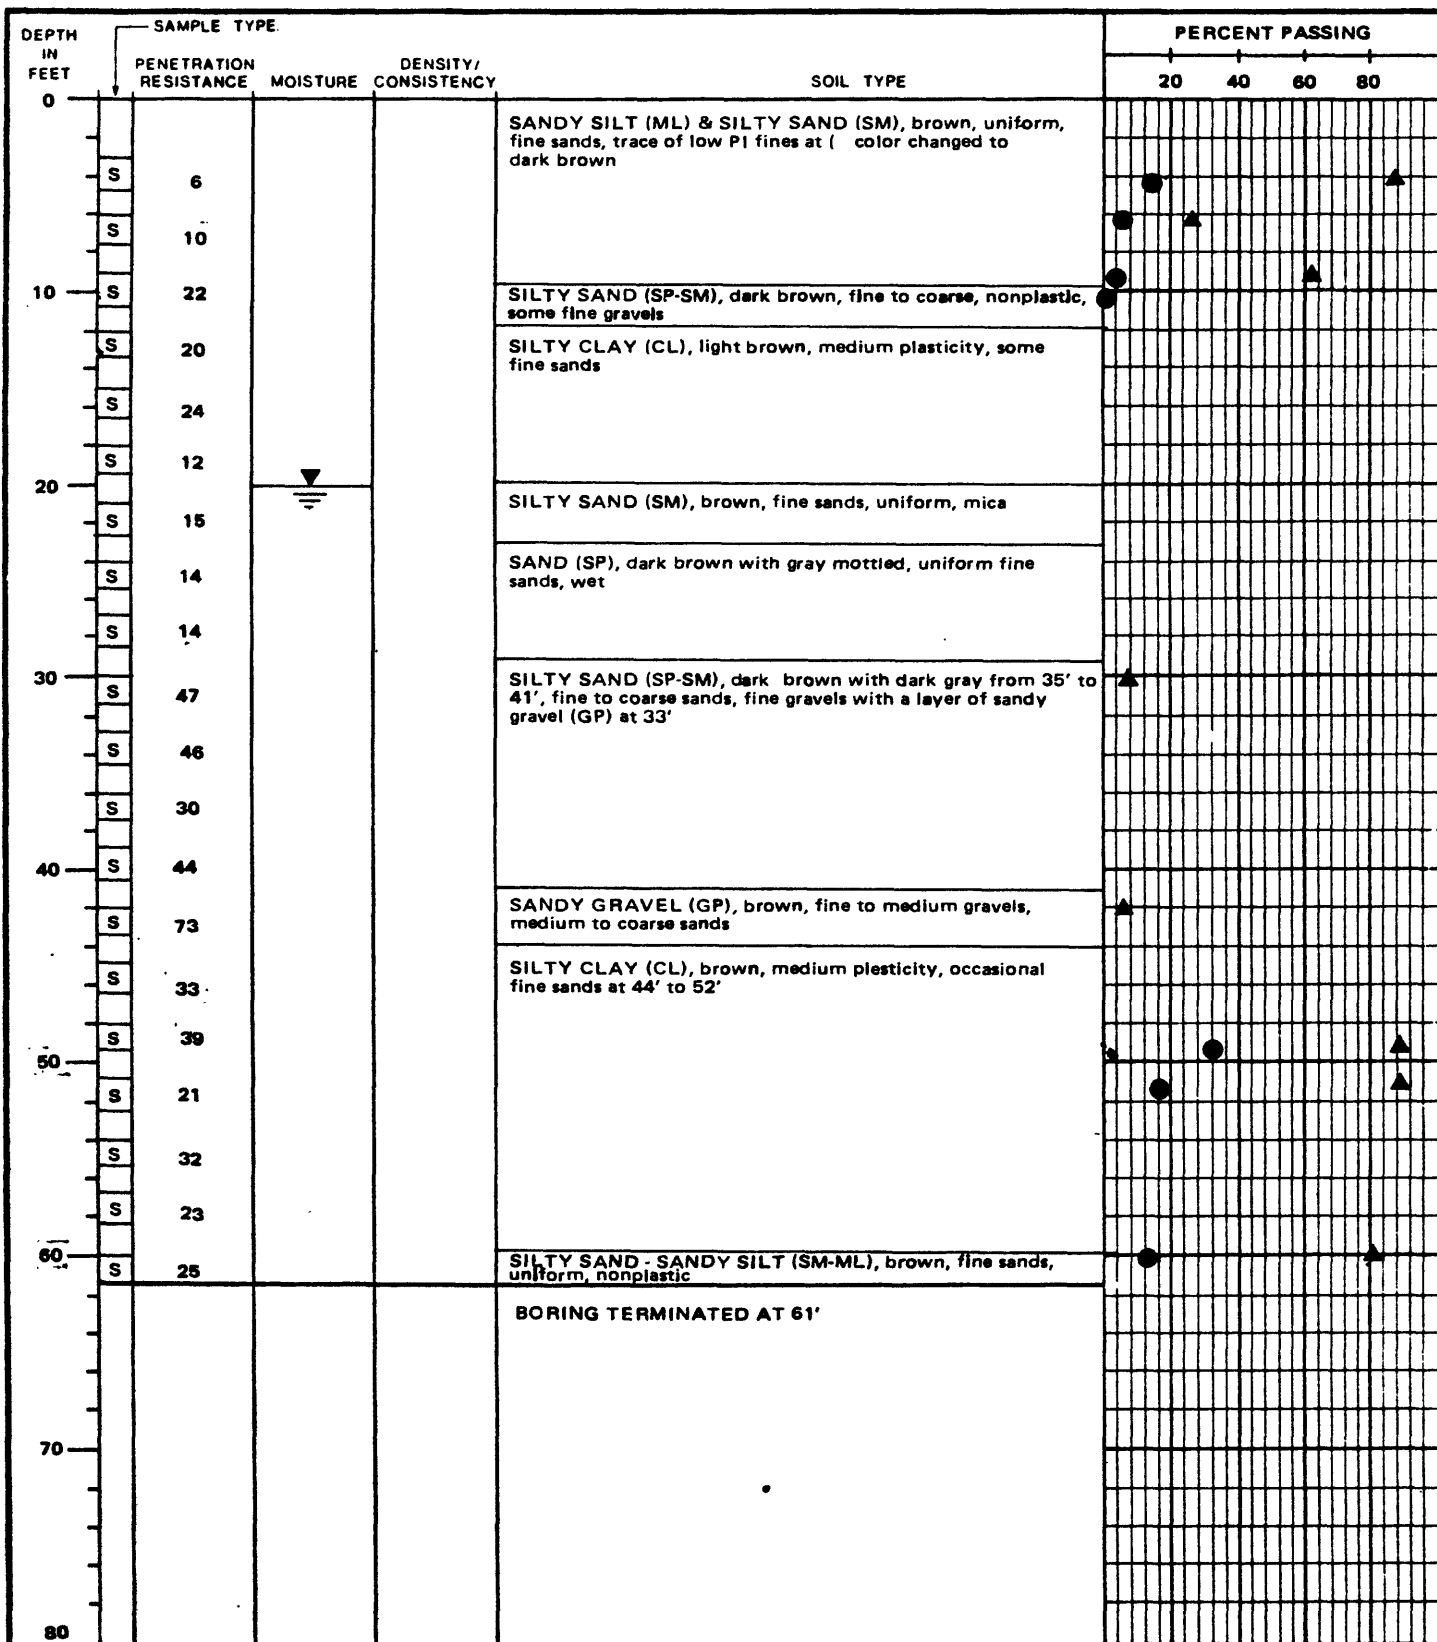 DEPTH
IN
FEET
SAMPLE TYPE
PENETRATION
RESISTANCE
MOISTURE
DENSITY/
CONSISTENCY
SOIL TYPE
PERCENT PASSING
20 40 60 80
0
SANDY SILT (ML) & SILTY SAND (SM), brown, uniform,
fine sands, trace of low PI fines at ( color changed to
dark brown
S 6
S 10
10 S 22
SILTY SAND (SP-SM), dark brown, fine to coarse, nonplastic,
some fine gravels
S 20
SILTY CLAY (CL), light brown, medium plasticity, some
fine sands
S 24
S 12
20
SILTY SAND (SM), brown, fine sands, uniform, mica
S 15
SAND (SP), dark brown with gray mottled, uniform fine
sands, wet
S 14
S 14
30
SILTY SAND (SP-SM), dark brown with dark gray from 35' to
41', fine to coarse sands, fine gravels with a layer of sandy
gravel (GP) at 33'
S 47
S 46
S 30
40 S 44
SANDY GRAVEL (GP), brown, fine to medium gravels,
medium to coarse sands
S 73
SILTY CLAY (CL), brown, medium plesticity, occasional
fine sands at 44' to 52'
S 33
S 39
50
S 21
S 32
S 23
60
SILTY SAND - SANDY SILT (SM-ML), brown, fine sands,
uniform, nonplastic
S 25
BORING TERMINATED AT 61'
70
80